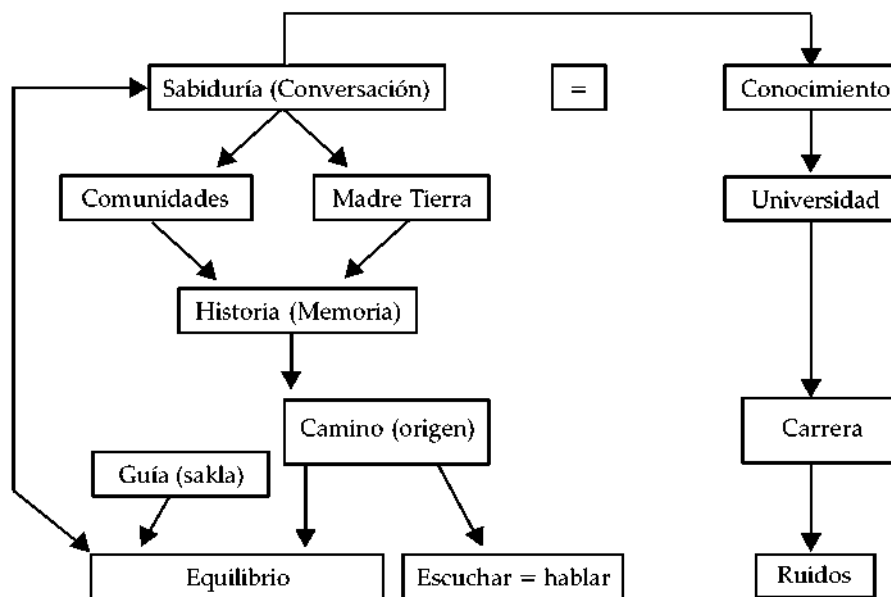 Sabiduría (Conversación)
=
Conocimiento
Comunidades
Madre Tierra
Universidad
Historia (Memoria)
Camino (origen)
Carrera
Guía (sakla)
Equilibrio
Escuchar = hablar
Ruidos